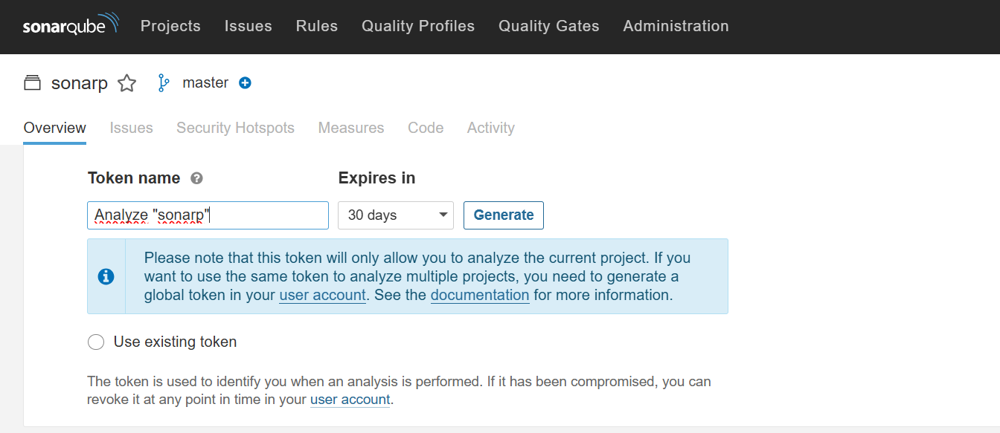 sonarqube Projects Issues Rules Quality Profiles Quality Gates Administration
sonarp master
Overview Issues Security Hotspots Measures Code Activity
Token name Expires in
Analyze "sonarp" 30 days Generate
Please note that this token will only allow you to analyze the current project. If you
want to use the same token to analyze multiple projects, you need to generate a
global token in your user account. See the documentation for more information.
Use existing token
The token is used to identify you when an analysis is performed. If it has been compromised, you can
revoke it at any point in time in your user account.